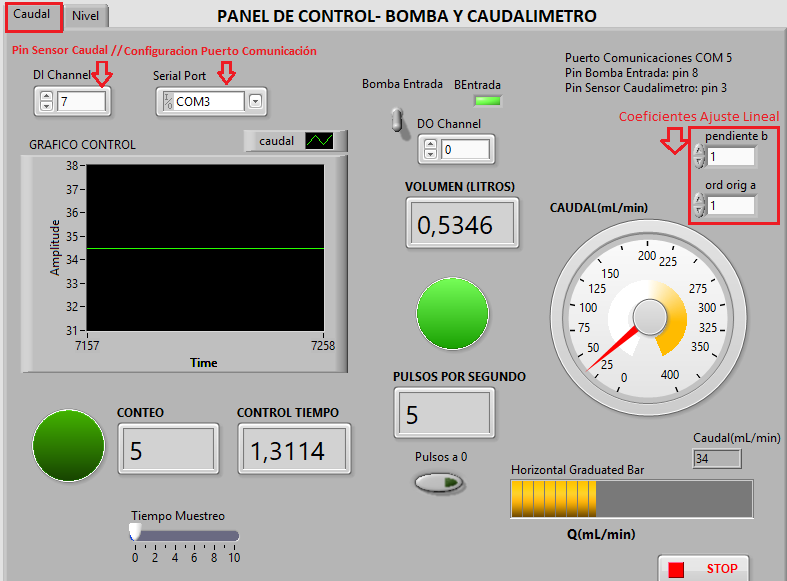 Caudal
Nivel
PANEL DE CONTROL- BOMBA Y CAUDALIMETRO
Pin Sensor Caudal //Configuracion Puerto Comunicación
DI Channel
7
Serial Port
I/O COM3
Bomba Entrada
BEntrada
DO Channel
0
Puerto Comunicaciones COM 5
Pin Bomba Entrada: pin 8
Pin Sensor Caudalimetro: pin 3
Coeficientes Ajuste Lineal
pendiente b
1
ord orig a
1
GRAFICO CONTROL
caudal
38
37
36
35
34
33
32
31
Amplitude
7157
7258
Time
VOLUMEN (LITROS)
0,5346
CAUDAL(mL/min)
0
25
50
75
100
125
150
200
225
275
300
325
350
400
PULSOS POR SEGUNDO
5
CONTEO
5
CONTROL TIEMPO
1,3114
Pulsos a 0
Caudal(mL/min)
34
Horizontal Graduated Bar
Q(mL/min)
Tiempo Muestreo
0 2 4 6 8 10
STOP